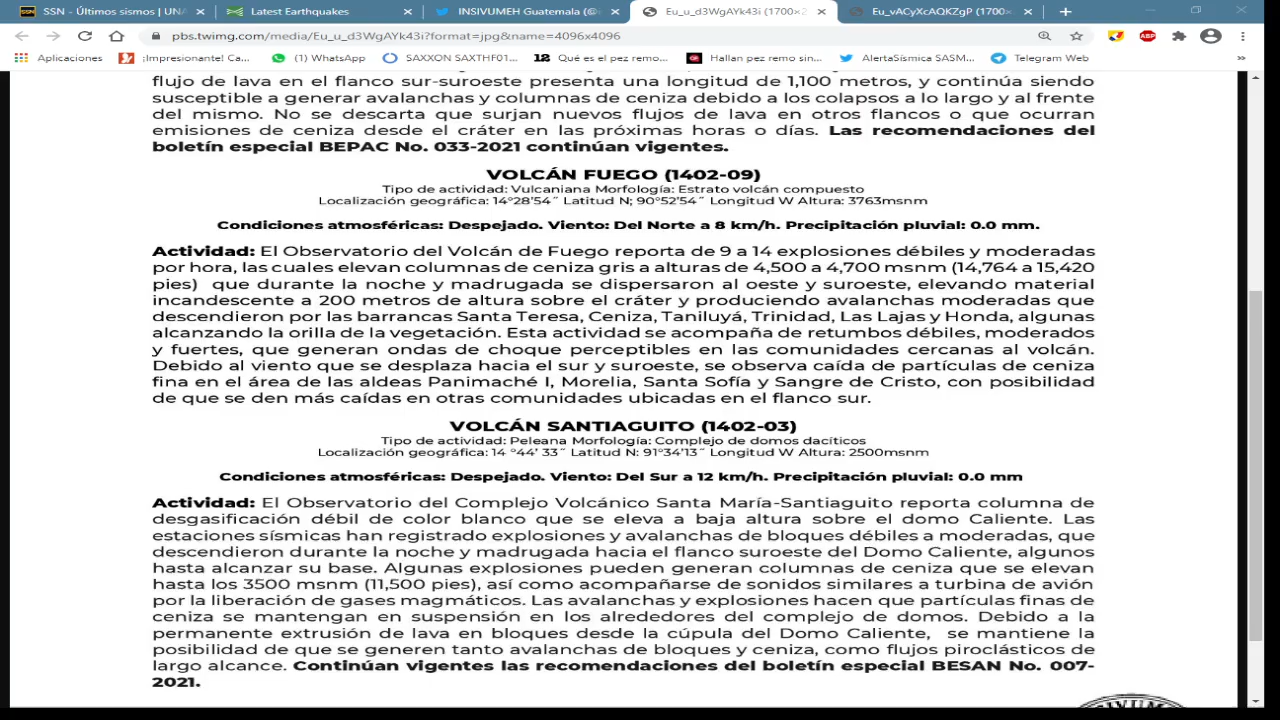 SSN - Últimos sismos | UNA
Latest Earthquakes
INSIVUMEH Guatemala (@
Eu_u_d3WgAYk43i (1700×2
Eu_vACyXcAQKZgP (1700×
pbs.twimg.com/media/Eu_u_d3WgAYk43i?format=jpg&name=4096x4096
Aplicaciones
¡Impresionante! Ca...
(1) WhatsApp
SAXXON SAXTHF01...
12 Qué es el pez remo...
Hallan pez remo sin...
AlertaSísmica SASM...
Telegram Web
»
flujo de lava en el flanco sur-suroeste presenta una longitud de 1,100 metros, y continúa siendo
susceptible a generar avalanchas y columnas de ceniza debido a los colapsos a lo largo y al frente
del mismo. No se descarta que surjan nuevos flujos de lava en otros flancos o que ocurran
emisiones de ceniza desde el cráter en las próximas horas o días. Las recomendaciones del
boletín especial BEPAC No. 033-2021 continúan vigentes.
VOLCÁN FUEGO (1402-09)
Tipo de actividad: Vulcaniana Morfología: Estrato volcán compuesto
Localización geográfica: 14°28'54˝ Latitud N; 90°52'54˝ Longitud W Altura: 3763msnm
Condiciones atmosféricas: Despejado. Viento: Del Norte a 8 km/h. Precipitación pluvial: 0.0 mm.
Actividad: El Observatorio del Volcán de Fuego reporta de 9 a 14 explosiones débiles y moderadas
por hora, las cuales elevan columnas de ceniza gris a alturas de 4,500 a 4,700 msnm (14,764 a 15,420
pies) que durante la noche y madrugada se dispersaron al oeste y suroeste, elevando material
incandescente a 200 metros de altura sobre el cráter y produciendo avalanchas moderadas que
descendieron por las barrancas Santa Teresa, Ceniza, Taniluyá, Trinidad, Las Lajas y Honda, algunas
alcanzando la orilla de la vegetación. Esta actividad se acompaña de retumbos débiles, moderados
y fuertes, que generan ondas de choque perceptibles en las comunidades cercanas al volcán.
Debido al viento que se desplaza hacia el sur y suroeste, se observa caída de partículas de ceniza
fina en el área de las aldeas Panimaché I, Morelia, Santa Sofía y Sangre de Cristo, con posibilidad
de que se den más caídas en otras comunidades ubicadas en el flanco sur.
VOLCÁN SANTIAGUITO (1402-03)
Tipo de actividad: Peleana Morfología: Complejo de domos dacíticos
Localización geográfica: 14 °44' 33˝ Latitud N: 91°34'13˝ Longitud W Altura: 2500msnm
Condiciones atmosféricas: Despejado. Viento: Del Sur a 12 km/h. Precipitación pluvial: 0.0 mm
Actividad: El Observatorio del Complejo Volcánico Santa María-Santiaguito reporta columna de
desgasificación débil de color blanco que se eleva a baja altura sobre el domo Caliente. Las
estaciones sísmicas han registrado explosiones y avalanchas de bloques débiles a moderadas, que
descendieron durante la noche y madrugada hacia el flanco suroeste del Domo Caliente, algunos
hasta alcanzar su base. Algunas explosiones pueden generar columnas de ceniza que se elevan
hasta los 3500 msnm (11,500 pies), así como acompañarse de sonidos similares a turbina de avión
por la liberación de gases magmáticos. Las avalanchas y explosiones hacen que partículas finas de
ceniza se mantengan en suspensión en los alrededores del complejo de domos. Debido a la
permanente extrusión de lava en bloques desde la cúpula del Domo Caliente, se mantiene la
posibilidad de que se generen tanto avalanchas de bloques y ceniza, como flujos piroclásticos de
largo alcance. Continúan vigentes las recomendaciones del boletín especial BESAN No. 007-
2021.